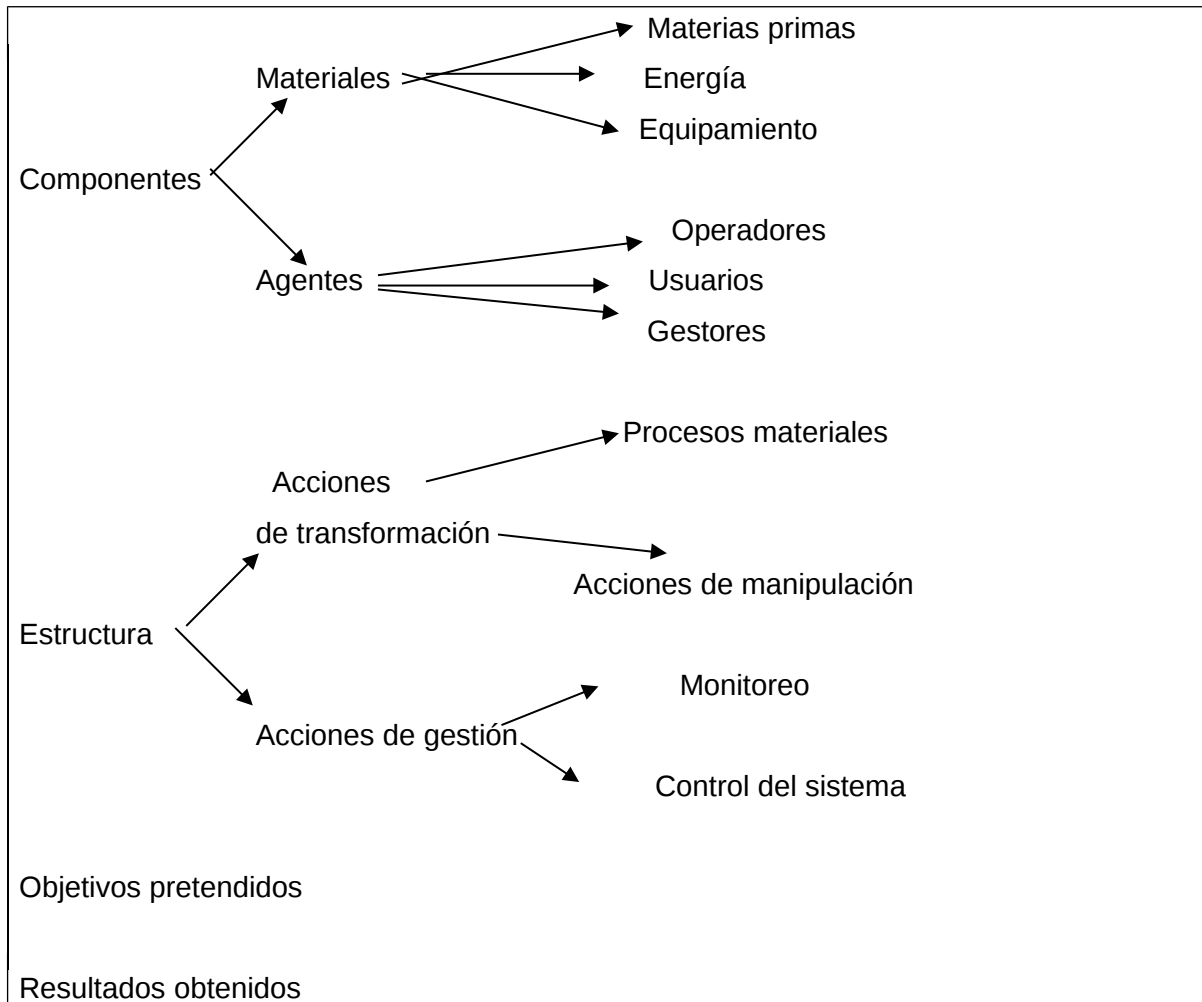 Materias primas
Materiales
Energía
Equipamiento
Componentes
Operadores
Agentes
Usuarios
Gestores
Procesos materiales
Acciones
de transformación
Acciones de manipulación
Estructura
Monitoreo
Acciones de gestión
Control del sistema
Objetivos pretendidos
Resultados obtenidos